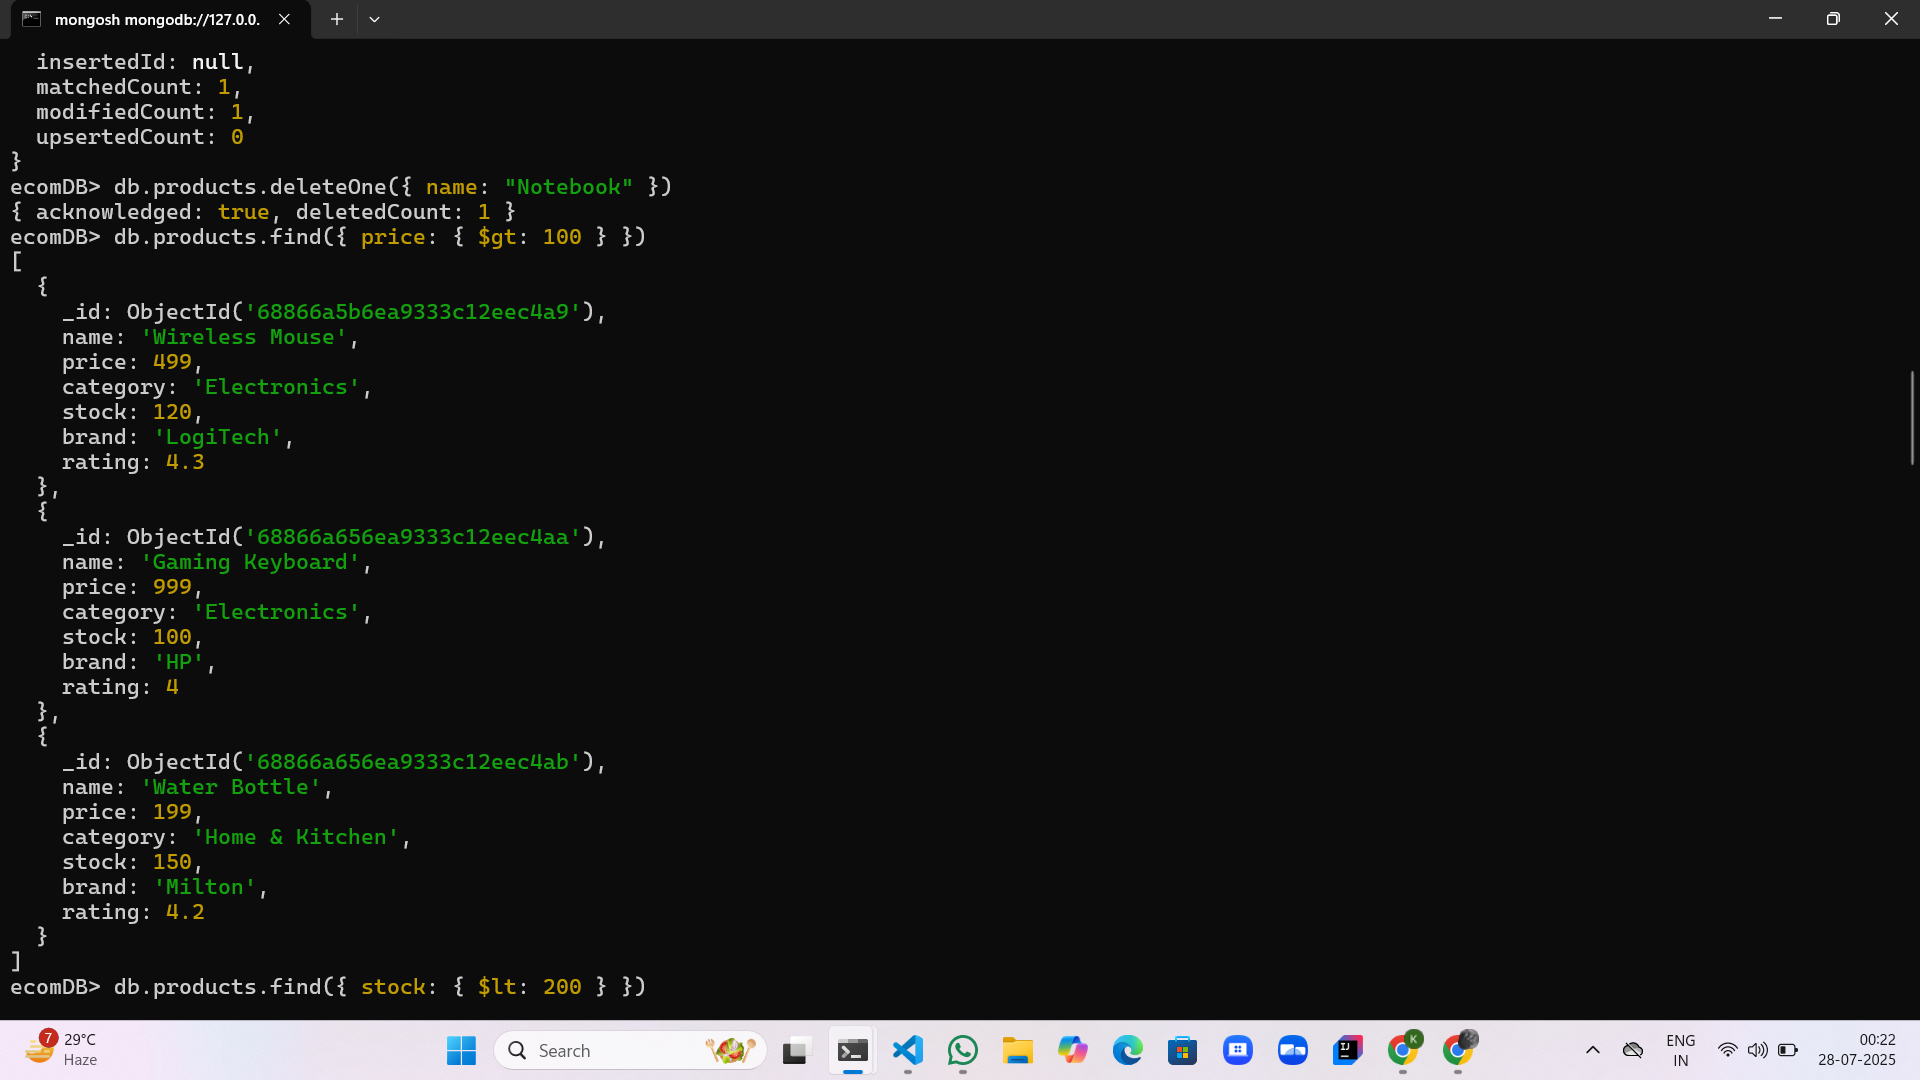 mongosh mongodb://127.0.0.
  insertedId: null,
  matchedCount: 1,
  modifiedCount: 1,
  upsertedCount: 0
}
ecomDB> db.products.deleteOne({ name: "Notebook" })
{ acknowledged: true, deletedCount: 1 }
ecomDB> db.products.find({ price: { $gt: 100 } })
[
  {
    _id: ObjectId('68866a5b6ea9333c12eec4a9'),
    name: 'Wireless Mouse',
    price: 499,
    category: 'Electronics',
    stock: 120,
    brand: 'LogiTech',
    rating: 4.3
  },
  {
    _id: ObjectId('68866a656ea9333c12eec4aa'),
    name: 'Gaming Keyboard',
    price: 999,
    category: 'Electronics',
    stock: 100,
    brand: 'HP',
    rating: 4
  },
  {
    _id: ObjectId('68866a656ea9333c12eec4ab'),
    name: 'Water Bottle',
    price: 199,
    category: 'Home & Kitchen',
    stock: 150,
    brand: 'Milton',
    rating: 4.2
  }
]
ecomDB> db.products.find({ stock: { $lt: 200 } })
7
29°C
Haze
Search
IJ
K
ENG
IN
00:22
28-07-2025